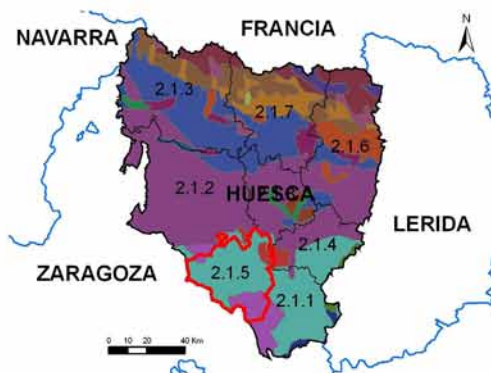 NAVARRA
FRANCIA
N
2.1.3
2.1.7
2.1.6
2.1.2
HUESCA
LERIDA
2.1.4
ZARAGOZA
2.1.5
2.1.1
0 10 20 40 Km